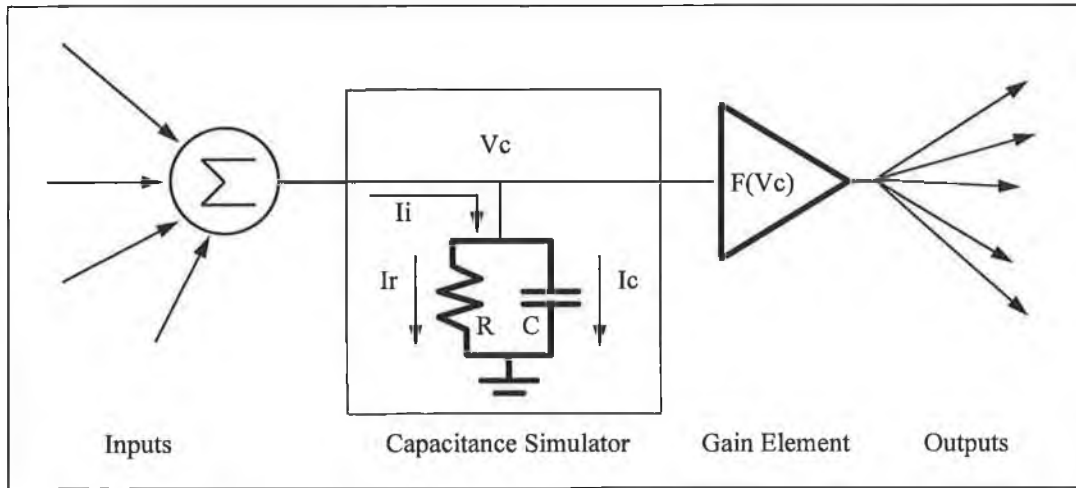 Vc
Σ
F(Vc)
Ii
Ir
Ic
R
C
Inputs
Capacitance Simulator
Gain Element
Outputs